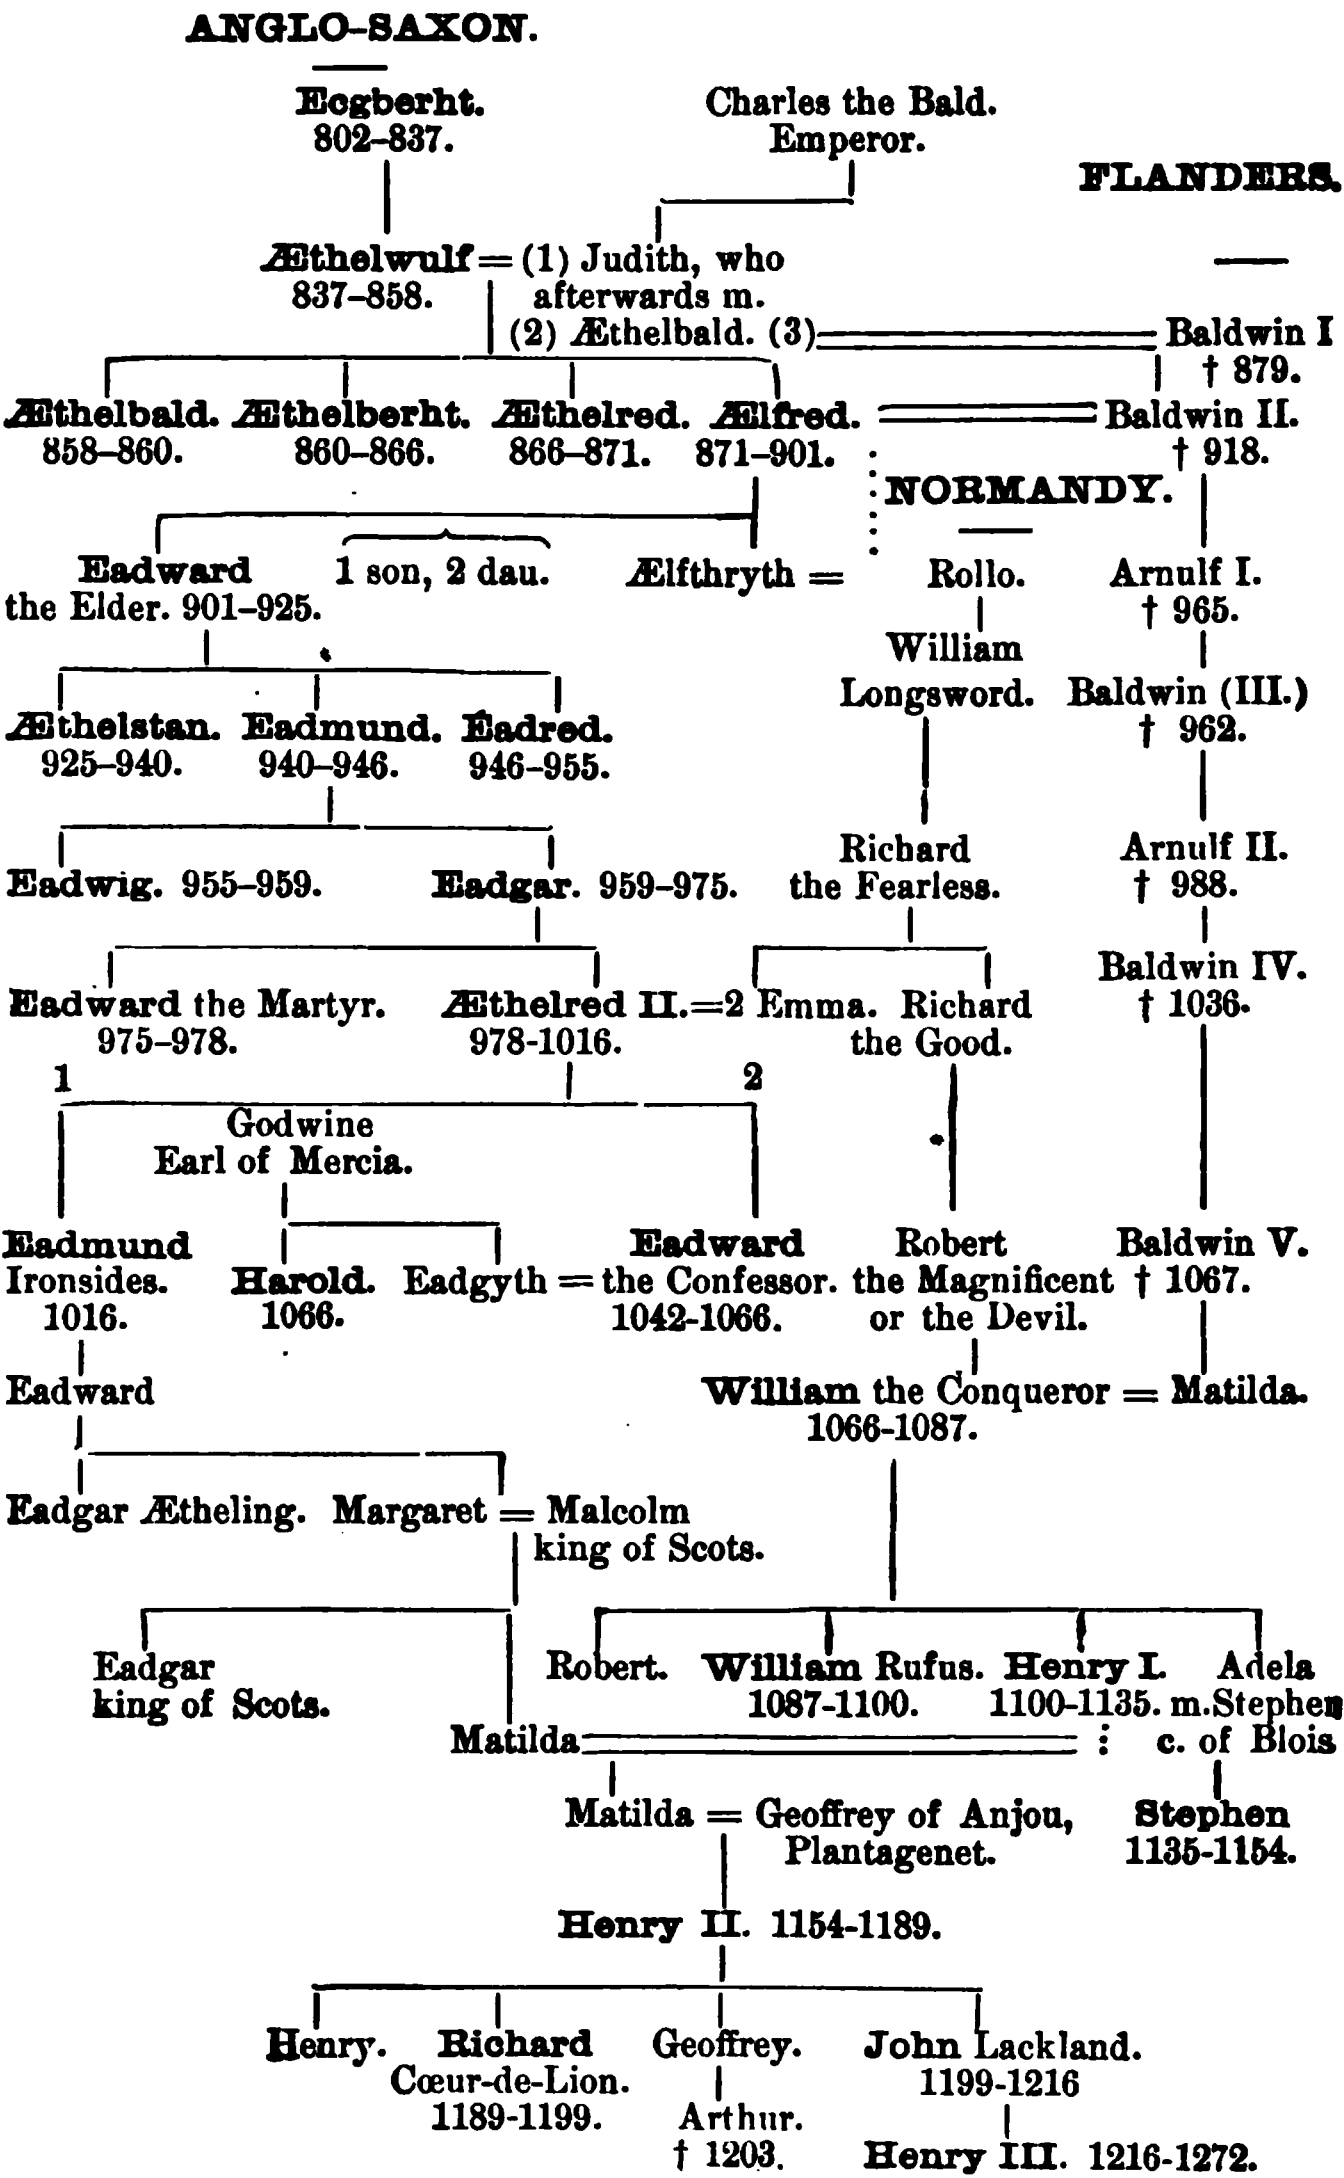 ANGLO-SAXON.
Ecgberht.
802–837.
Charles the Bald.
Emperor.
FLANDERS.
Æthelwulf = (1) Judith, who
837–858.
afterwards m.
(2) Æthelbald. (3)
Baldwin I
† 879.
Æthelbald. Æthelberht. Æthelred. Ælfred.
Baldwin II.
858–860. 860–866. 866–871. 871–901.
† 918.
NORMANDY.
Eadward
the Elder. 901–925.
1 son, 2 dau.
Ælfthryth =
Rollo.
Arnulf I.
† 965.
William
Longsword.
Baldwin (III.)
† 962.
Æthelstan. Eadmund. Eadred.
925–940. 940–946. 946–955.
Richard
the Fearless.
Arnulf II.
† 988.
Eadwig. 955–959. Eadgar. 959–975.
Baldwin IV.
† 1036.
Eadward the Martyr. Æthelred II.=2 Emma. Richard
975–978. 978-1016. the Good.
1 2
Godwine
Earl of Mercia.
Eadmund
Ironsides.
1016.
Harold.
1066.
Eadgyth =
Eadward
the Confessor.
1042-1066.
Robert
the Magnificent
or the Devil.
Baldwin V.
† 1067.
Eadward
William the Conqueror = Matilda.
1066-1087.
Eadgar Ætheling. Margaret = Malcolm
king of Scots.
Eadgar
king of Scots.
Robert. William Rufus. Henry I. Adela
1087-1100. 1100-1135. m.Stephen
Matilda
c. of Blois
Matilda = Geoffrey of Anjou,
Plantagenet.
Stephen
1135-1154.
Henry II. 1154-1189.
Henry. Richard Geoffrey. John Lackland.
Cœur-de-Lion. 1199-1216
1189-1199. Arthur.
† 1203. Henry III. 1216-1272.